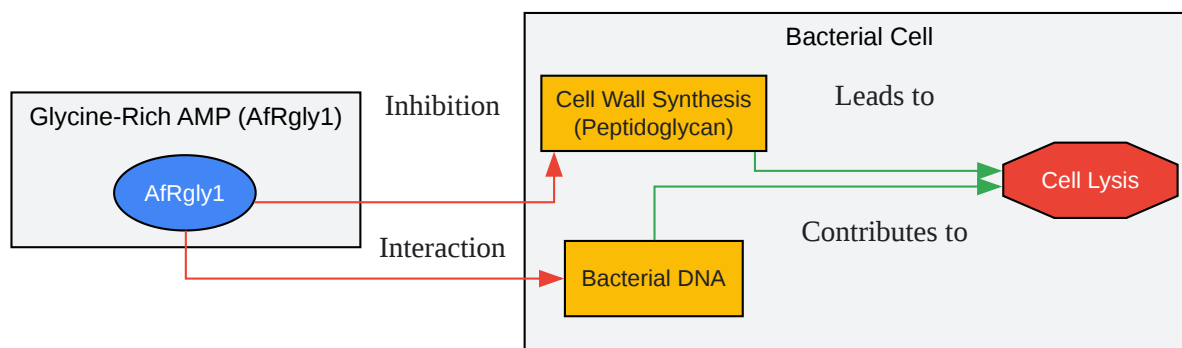 Bacterial Cell
Glycine-Rich AMP (AfRgly1)
AfRgly1
Inhibition
Interaction
Cell Wall Synthesis
(Peptidoglycan)
Bacterial DNA
Leads to
Contributes to
Cell Lysis